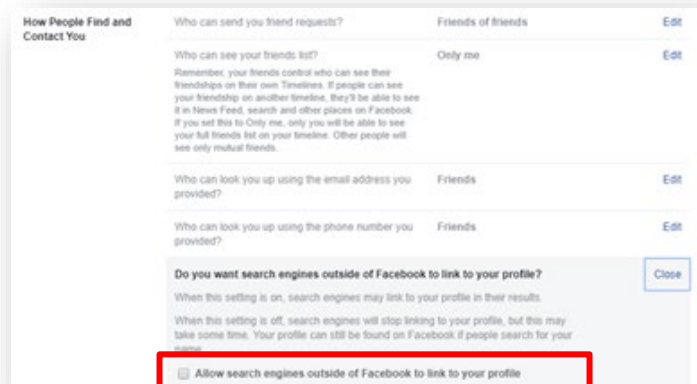 How People Find and
Contact You
Who can send you friend requests?
Friends of friends
Edit
Who can see your friends list?
Only me
Edit
Remember, your friends control who can see their
friendships on their own Timelines. If people can see
your friendship on another timeline, they'll be able to see
it in News Feed, search and other places on Facebook.
If you set this to Only me, only you will be able to see
your full friends list on your timeline. Other people will
see only mutual friends.
Who can look you up using the email address you
provided?
Friends
Edit
Who can look you up using the phone number you
provided?
Friends
Edit
Do you want search engines outside of Facebook to link to your profile?
Close
When this setting is on, search engines may link to your profile in their results.
When this setting is off, search engines will stop linking to your profile, but this may
take some time. Your profile can still be found on Facebook if people search for your
name.
Allow search engines outside of Facebook to link to your profile